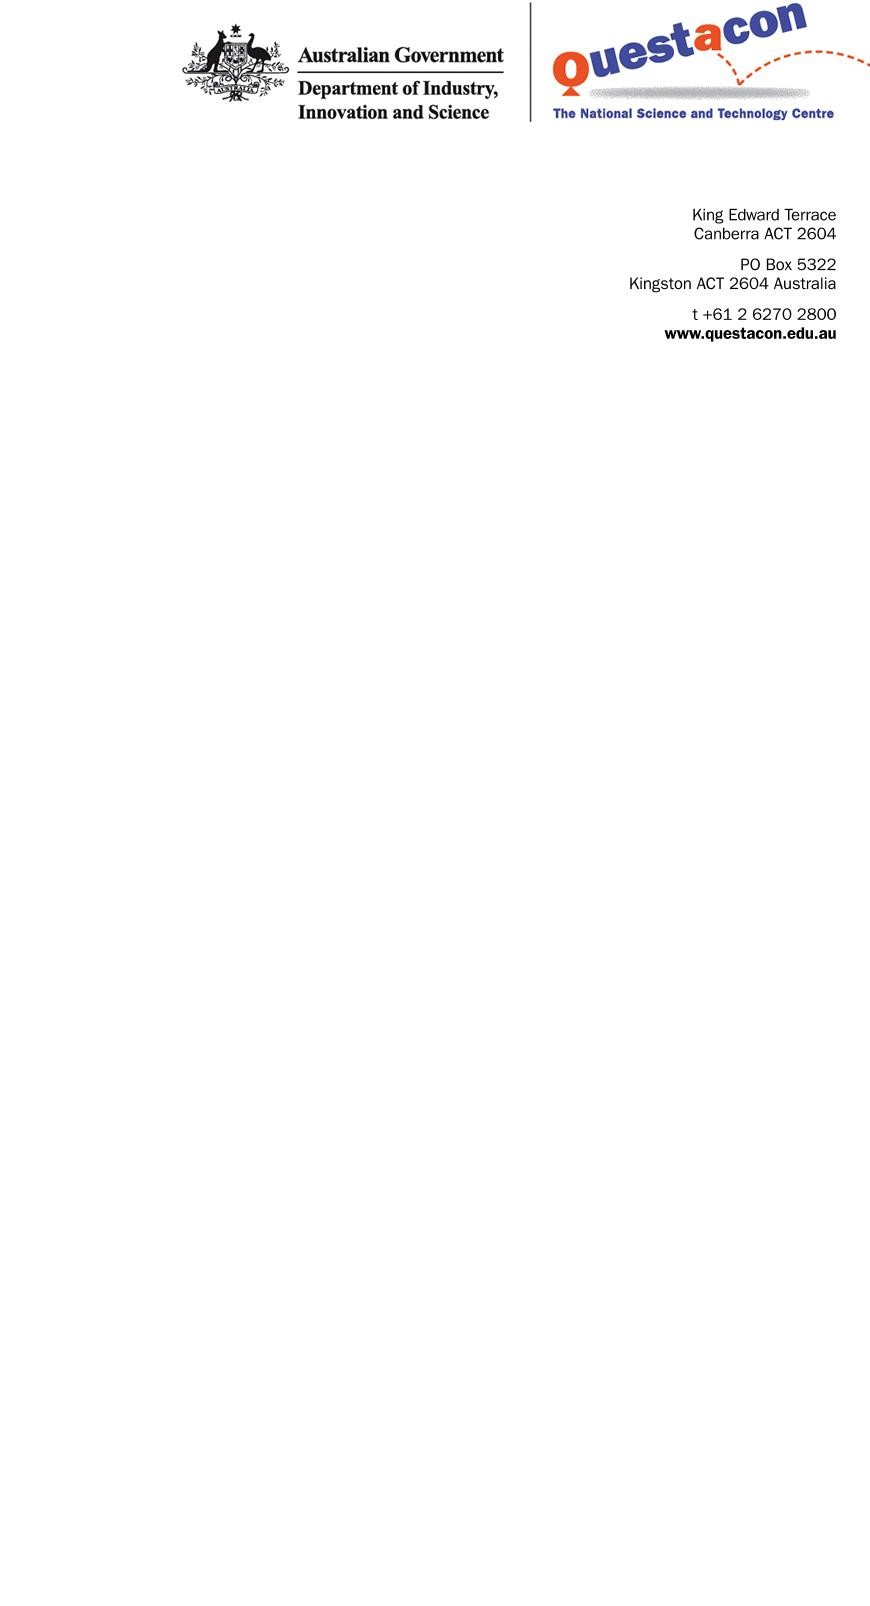 Australian Government
Department of Industry,
Innovation and Science
Questacon
The National Science and Technology Centre
King Edward Terrace
Canberra ACT 2604
PO Box 5322
Kingston ACT 2604 Australia
t +61 2 6270 2800
www.questacon.edu.au